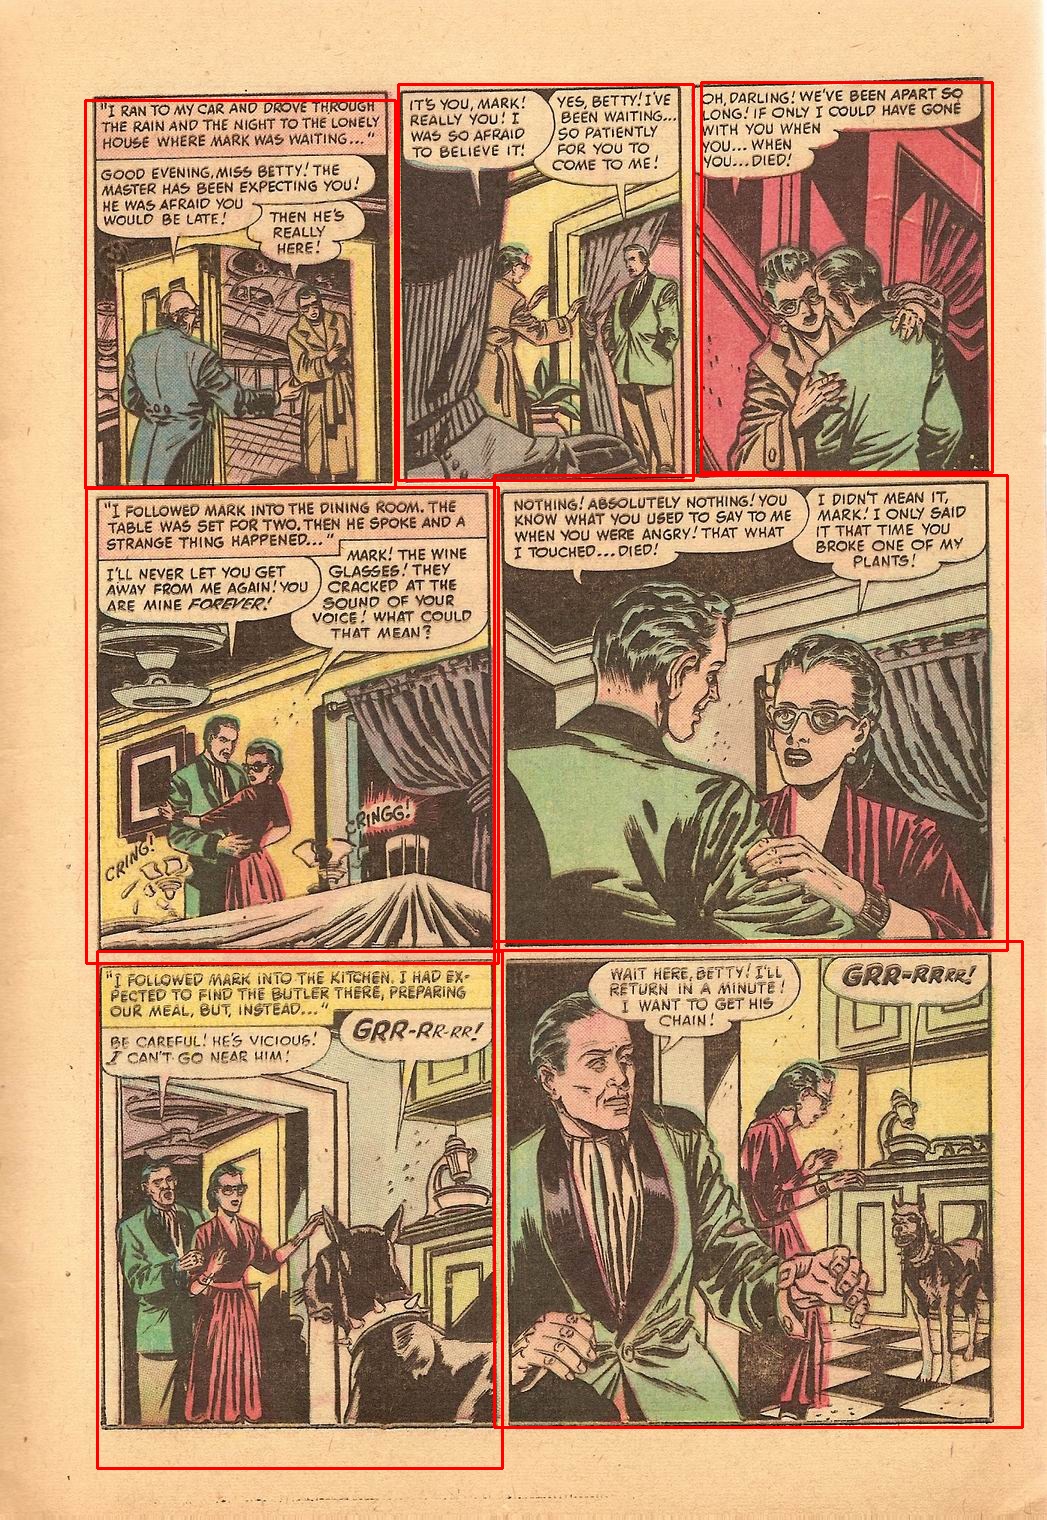 "I RAN TO MY CAR AND DROVE THROUGH
THE RAIN AND THE NIGHT TO THE LONELY
HOUSE WHERE MARK WAS WAITING..."
GOOD EVENING, MISS BETTY! THE
MASTER HAS BEEN EXPECTING YOU!
HE WAS AFRAID YOU
WOULD BE LATE!
THEN HE'S
REALLY
HERE!
IT'S YOU, MARK!
REALLY YOU! I
WAS SO AFRAID
TO BELIEVE IT!
YES, BETTY! I'VE
BEEN WAITING...
SO PATIENTLY
FOR YOU TO
COME TO ME!
OH, DARLING! WE'VE BEEN APART SO
LONG! IF ONLY I COULD HAVE GONE
WITH YOU WHEN
YOU... WHEN
YOU... DIED!
"I FOLLOWED MARK INTO THE DINING ROOM. THE
TABLE WAS SET FOR TWO. THEN HE SPOKE AND A
STRANGE THING HAPPENED..."
I'LL NEVER LET YOU GET
AWAY FROM ME AGAIN! YOU
ARE MINE FOREVER!
MARK! THE WINE
GLASSES! THEY
CRACKED AT THE
SOUND OF YOUR
VOICE! WHAT COULD
THAT MEAN?
CRING!
CRINGG!
NOTHING! ABSOLUTELY NOTHING! YOU
KNOW WHAT YOU USED TO SAY TO ME
WHEN YOU WERE ANGRY! THAT WHAT
I TOUCHED... DIED!
I DIDN'T MEAN IT,
MARK! I ONLY SAID
IT THAT TIME YOU
BROKE ONE OF MY
PLANTS!
"I FOLLOWED MARK INTO THE KITCHEN. I HAD EX-
PECTED TO FIND THE BUTLER THERE, PREPARING
OUR MEAL, BUT, INSTEAD..."
BE CAREFUL! HE'S VICIOUS!
I CAN'T GO NEAR HIM!
GRR-RR-RR!
WAIT HERE, BETTY! I'LL
RETURN IN A MINUTE!
I WANT TO GET HIS
CHAIN!
GRR-RRRR!